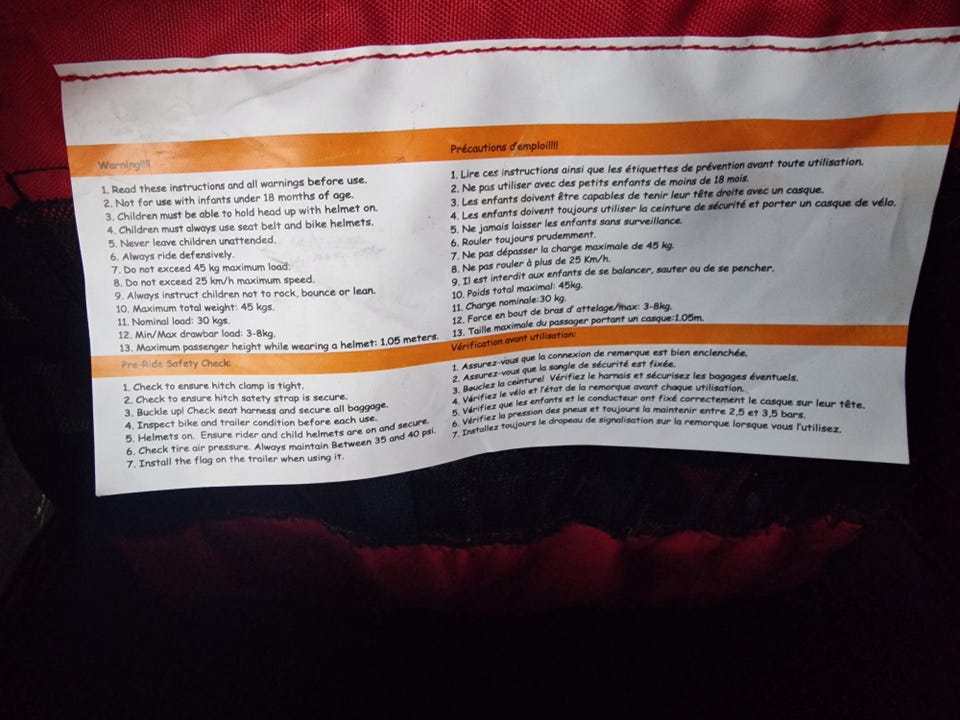 Warning!!!!
1. Read these instructions and all warnings before use.
2. Not for use with infants under 18 months of age.
3. Children must be able to hold head up with helmet on.
4. Children must always use seat belt and bike helmets.
5. Never leave children unattended.
6. Always ride defensively.
7. Do not exceed 45 kg maximum load.
8. Do not exceed 25 km/h maximum speed.
9. Always instruct children not to rock, bounce or lean.
10. Maximum total weight: 45 kgs.
11. Nominal load: 30 kgs.
12. Min/Max drawbar load: 3-8kg.
13. Maximum passenger height while wearing a helmet: 1.05 meters.
Pre-Ride Safety Check:
1. Check to ensure hitch clamp is tight.
2. Check to ensure hitch safety strap is secure.
3. Buckle up! Check seat harness and secure all baggage.
4. Inspect bike and trailer condition before each use.
5. Helmets on. Ensure rider and child helmets are on and secure.
6. Check tire air pressure. Always maintain Between 35 and 40 psi.
7. Install the flag on the trailer when using it.
Précautions d'emploi!!!!
1. Lire ces instructions ainsi que les étiquettes de prévention avant toute utilisation.
2. Ne pas utiliser avec des petits enfants de moins de 18 mois.
3. Les enfants doivent être capables de tenir leur tête droite avec un casque.
4. Les enfants doivent toujours utiliser la ceinture de sécurité et porter un casque de vélo.
5. Ne jamais laisser les enfants sans surveillance.
6. Rouler toujours prudemment.
7. Ne pas dépasser la charge maximale de 45 kg.
8. Ne pas rouler à plus de 25 Km/h.
9. Il est interdit aux enfants de se balancer, sauter ou de se pencher.
10. Poids total maximal: 45kg.
11. Charge nominale:30 kg.
12. Force en bout de bras d' attelage/max: 3-8kg.
13. Taille maximale du passager portant un casque:1.05m.
Vérification avant utilisation:
1. Assurez-vous que la connexion de remorque est bien enclenchée.
2. Assurez-vous que la sangle de sécurité est fixée.
3. Bouclez la ceinture! Vérifiez le harnais et sécurisez les bagages éventuels.
4. Vérifiez le vélo et l'état de la remorque avant chaque utilisation.
5. Vérifiez que les enfants et le conducteur ont fixé correctement le casque sur leur tête.
6. Vérifiez la pression des pneus et toujours la maintenir entre 2,5 et 3,5 bars.
7. Installez toujours le drapeau de signalisation sur la remorque lorsque vous l'utilisez.